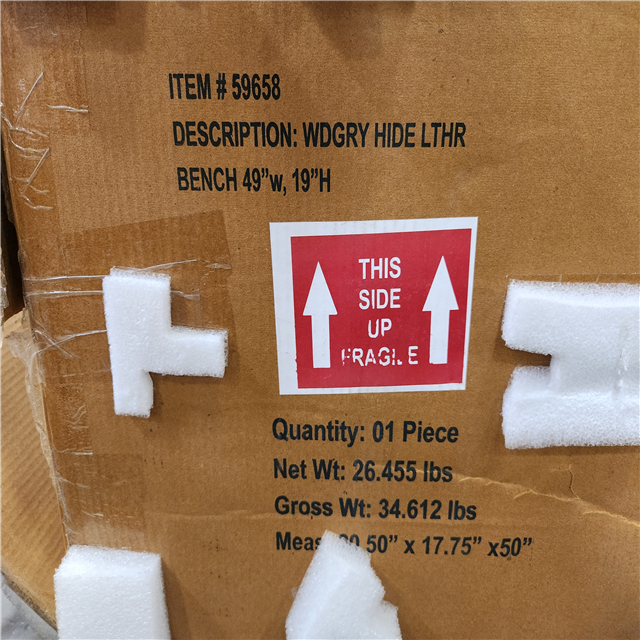 ITEM # 59658
DESCRIPTION: WDGRY HIDE LTHR
BENCH 49”w, 19”H
THIS
SIDE
UP
FRAGILE
Quantity: 01 Piece
Net Wt: 26.455 lbs
Gross Wt: 34.612 lbs
50” x 17.75” x50”